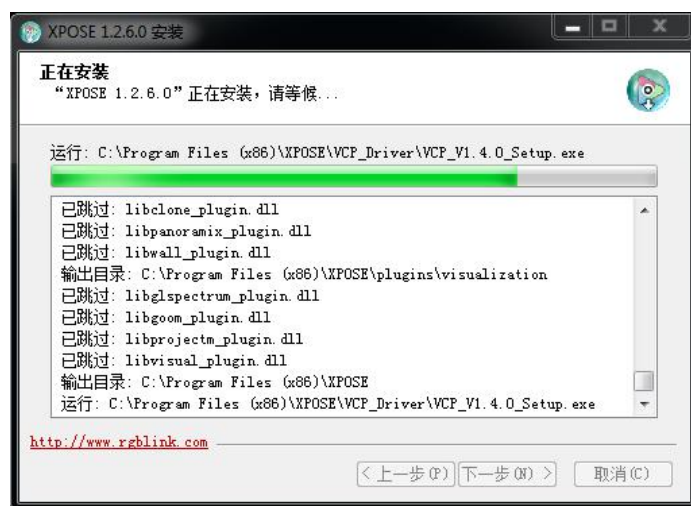 XPOSE 1.2.6.0 安装
正在安装
“XPOSE 1.2.6.0”正在安装，请等候...
运行: C:\Program Files (x86)\XPOSE\VCP_Driver\VCP_V1.4.0_Setup.exe
已跳过: libclone_plugin.dll
已跳过: libpanoramix_plugin.dll
已跳过: libwall_plugin.dll
输出目录: C:\Program Files (x86)\XPOSE\plugins\visualization
已跳过: libglspectrum_plugin.dll
已跳过: libgoom_plugin.dll
已跳过: libprojectm_plugin.dll
已跳过: libvisual_plugin.dll
输出目录: C:\Program Files (x86)\XPOSE
运行: C:\Program Files (x86)\XPOSE\VCP_Driver\VCP_V1.4.0_Setup.exe
http://www.rgblink.com
< 上一步(P) 下一步(N) > 取消(C)